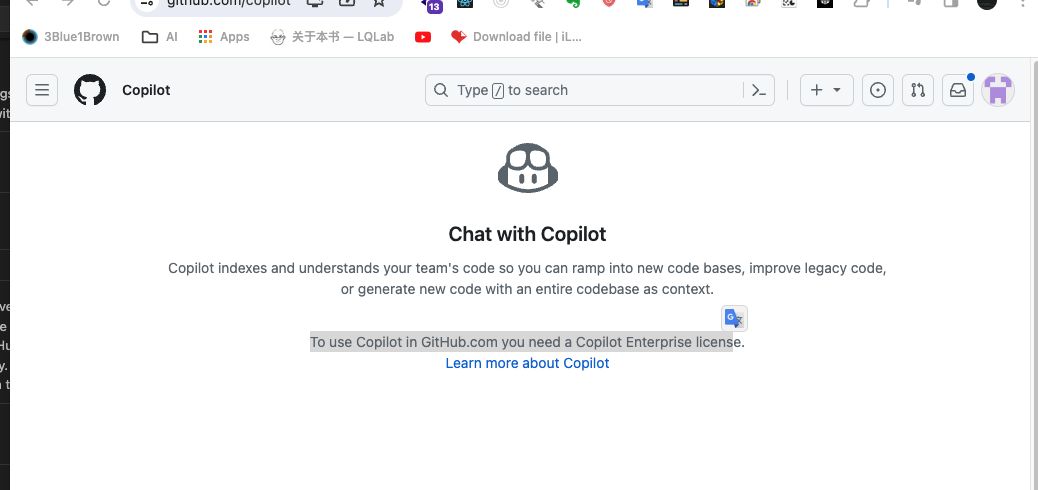 github.com/copilot
13
3Blue1Brown
AI
Apps
关于本书 — LQLab
Download file | iL...
Copilot
Type / to search
Chat with Copilot
Copilot indexes and understands your team's code so you can ramp into new code bases, improve legacy code,
or generate new code with an entire codebase as context.
To use Copilot in GitHub.com you need a Copilot Enterprise license.
Learn more about Copilot